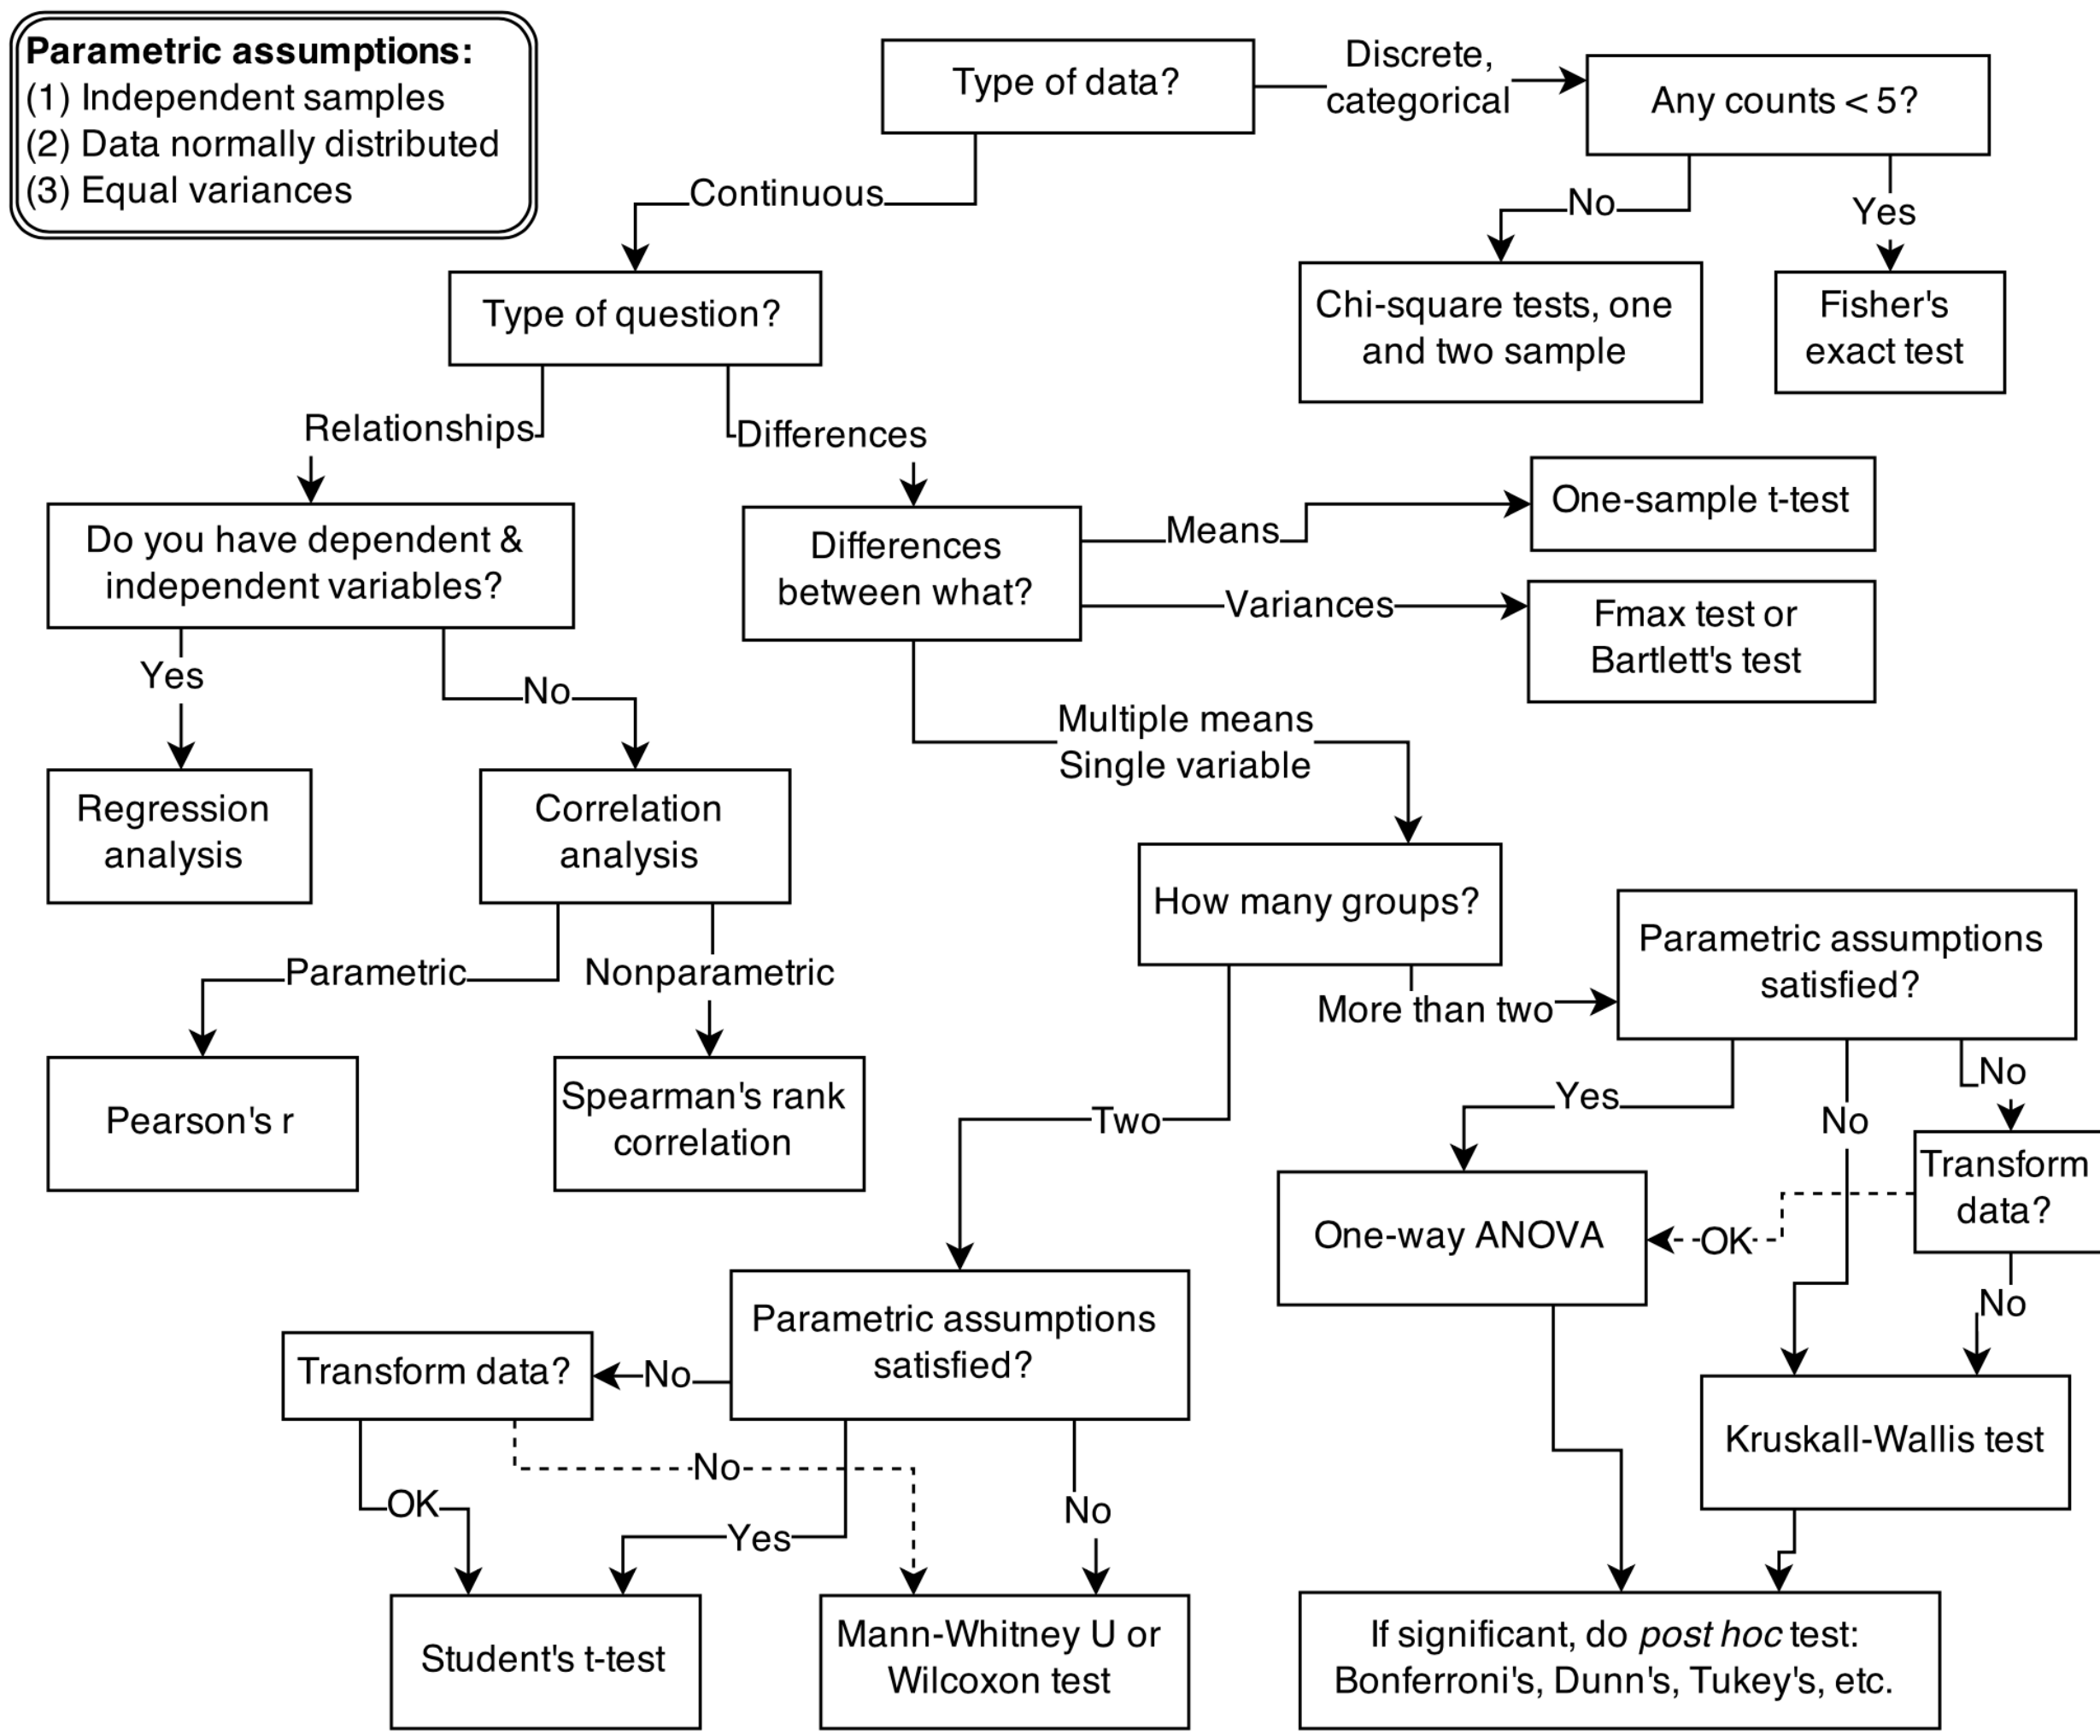 Parametric assumptions:
(1) Independent samples
(2) Data normally distributed
(3) Equal variances
Type of data?
Discrete,
categorical
Any counts < 5?
Continuous
No
Yes
Type of question?
Chi-square tests, one
and two sample
Fisher's
exact test
Relationships
Differences
Do you have dependent &
independent variables?
Differences
between what?
Means
One-sample t-test
Variances
Fmax test or
Bartlett's test
Yes
No
Multiple means
Single variable
Regression
analysis
Correlation
analysis
How many groups?
Parametric
Nonparametric
More than two
Parametric assumptions
satisfied?
Pearson's r
Spearman's rank
correlation
Two
Yes
No
No
Transform
data?
One-way ANOVA
OK
No
Parametric assumptions
satisfied?
Transform data?
No
Kruskall-Wallis test
No
OK
Yes
No
Student's t-test
Mann-Whitney U or
Wilcoxon test
If significant, do post hoc test:
Bonferroni's, Dunn's, Tukey's, etc.